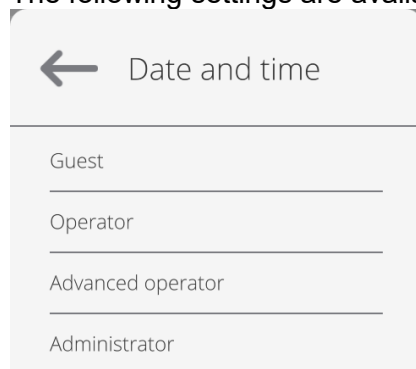 The following settings are
Date and time
Guest
Operator
Advanced operator
Administrator